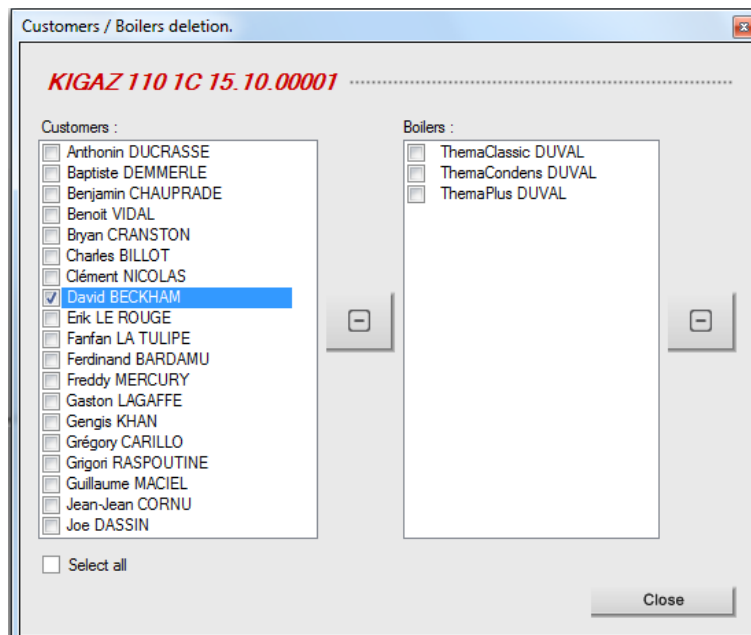 Customers / Boilers deletion.
KIGAZ 110 1C 15.10.00001
Customers :
Anthonin DUCRASSE
Baptiste DEMMERLE
Benjamin CHAUPRADE
Benoit VIDAL
Bryan CRANSTON
Charles BILLOT
Clément NICOLAS
David BECKHAM
Erik LE ROUGE
Fanfan LA TULIPE
Ferdinand BARDAMU
Freddy MERCURY
Gaston LAGAFFE
Gengis KHAN
Grégory CARILLO
Grigori RASPOUTINE
Guillaume MACIEL
Jean-Jean CORNU
Joe DASSIN
Select all
Boilers :
ThemaClassic DUVAL
ThemaCondens DUVAL
ThemaPlus DUVAL
Close